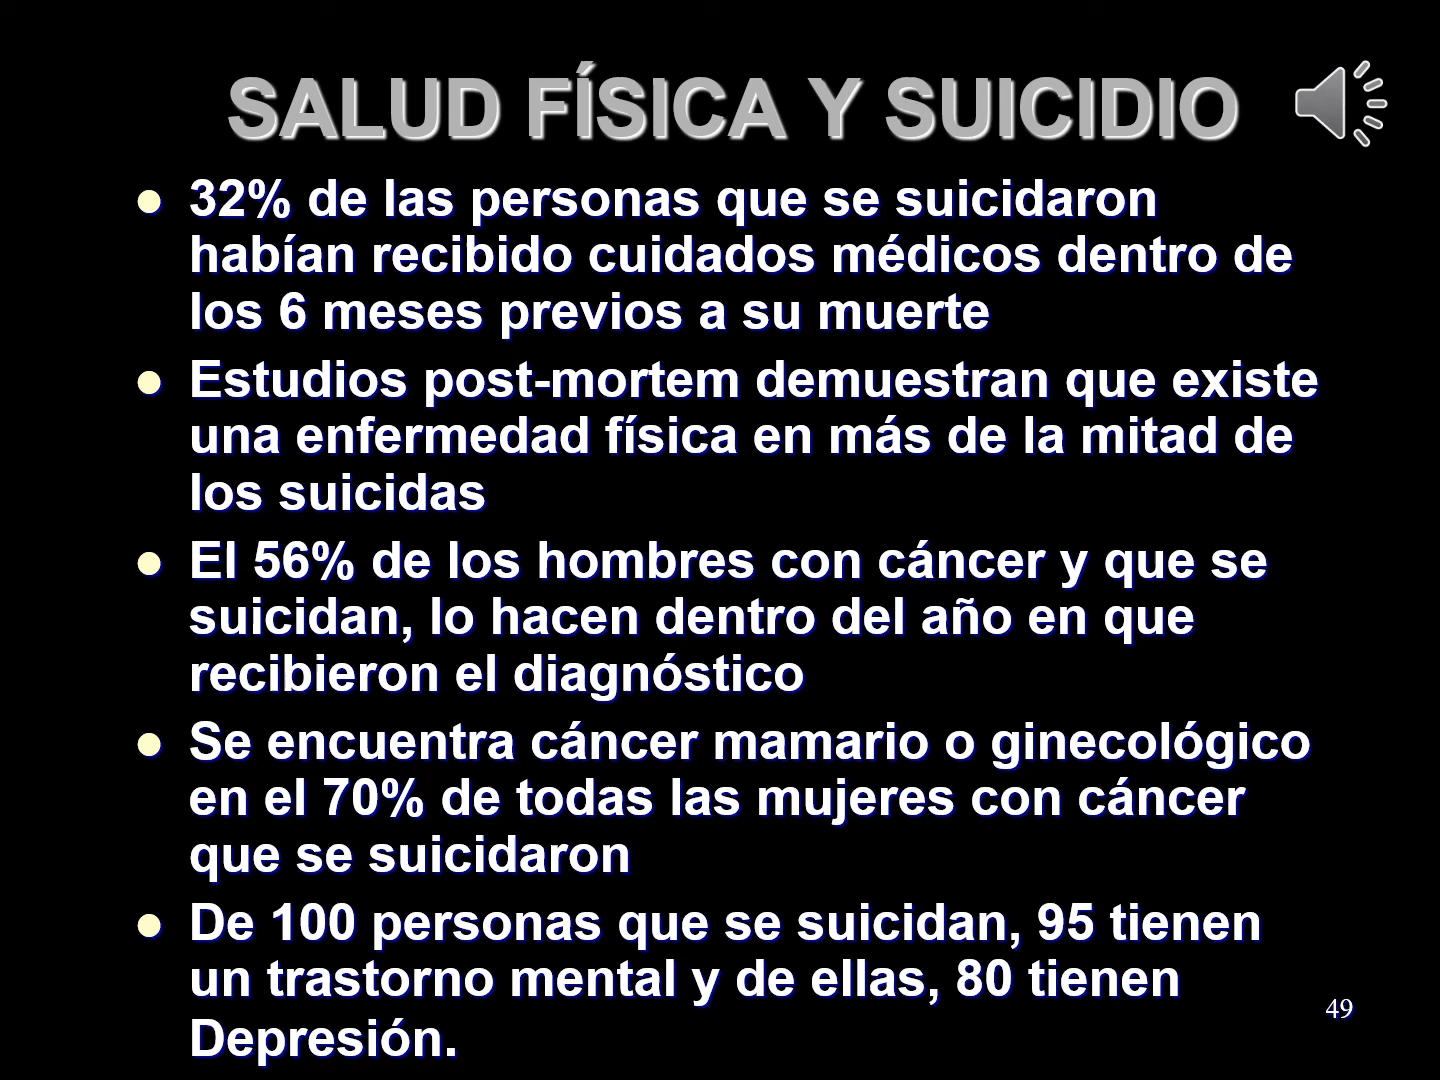 SALUD FÍSICA Y SUICIDIO
32% de las personas que se suicidaron
habían recibido cuidados médicos dentro de
los 6 meses previos a su muerte
Estudios post-mortem demuestran que existe
una enfermedad física en más de la mitad de
los suicidas
El 56% de los hombres con cáncer y que se
suicidan, lo hacen dentro del año en que
recibieron el diagnóstico
Se encuentra cáncer mamario o ginecológico
en el 70% de todas las mujeres con cáncer
que se suicidaron
De 100 personas que se suicidan, 95 tienen
un trastorno mental y de ellas, 80 tienen
Depresión.
49